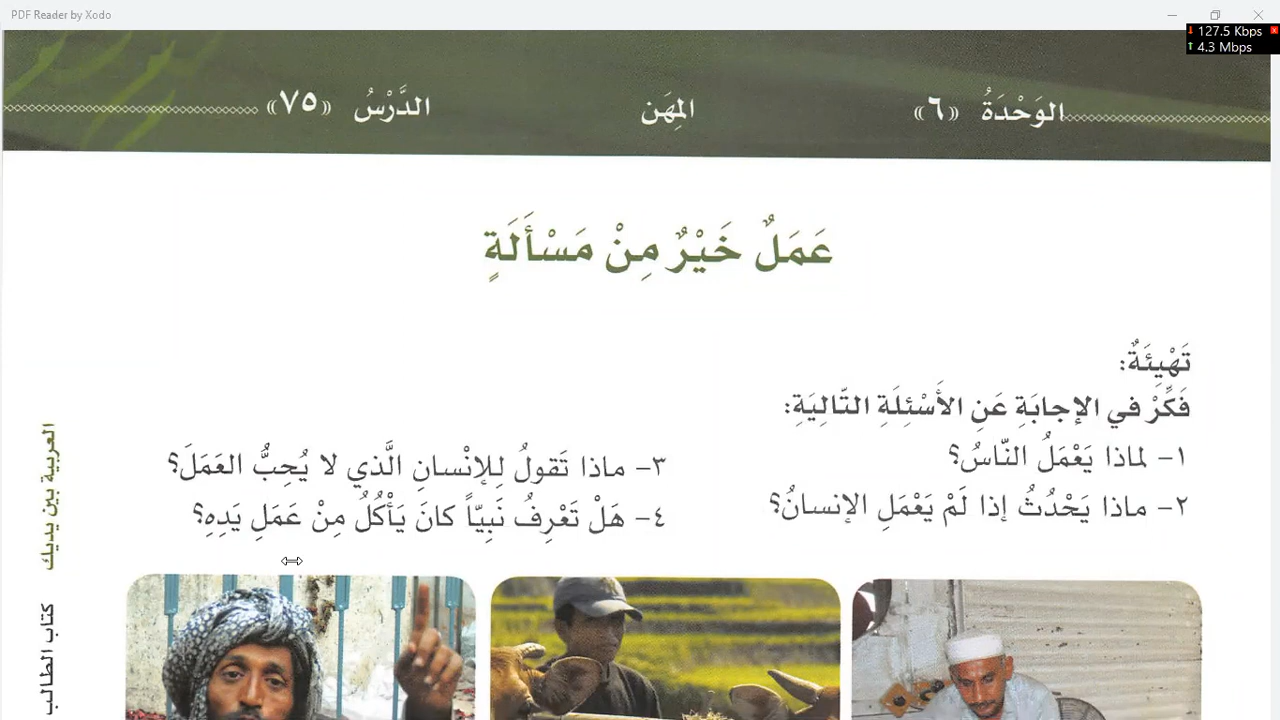 PDF Reader by Xodo
127.5 Kbps
4.3 Mbps
الوَحْدَةُ «٦» المِهَن الدَّرْسُ «٧٥»
عَمَلٌ خَيْرٌ مِنْ مَسْأَلَةٍ
تَهْيِئَةٌ:
فَكِّرْ في الإجابَةِ عَنِ الأَسْئِلَةِ التّالِيَةِ:
١- لماذا يَعْمَلُ النّاسُ؟
٢- ماذا يَحْدُثُ إذا لَمْ يَعْمَلِ الإنسانُ؟
٣- ماذا تَقولُ لِلإنْسانِ الَّذي لا يُحِبُّ العَمَلَ؟
٤- هَلْ تَعْرِفُ نَبِيّاً كانَ يَأْكُلُ مِنْ عَمَلِ يَدِهِ؟
العربية بين يديك
كتاب الطالب